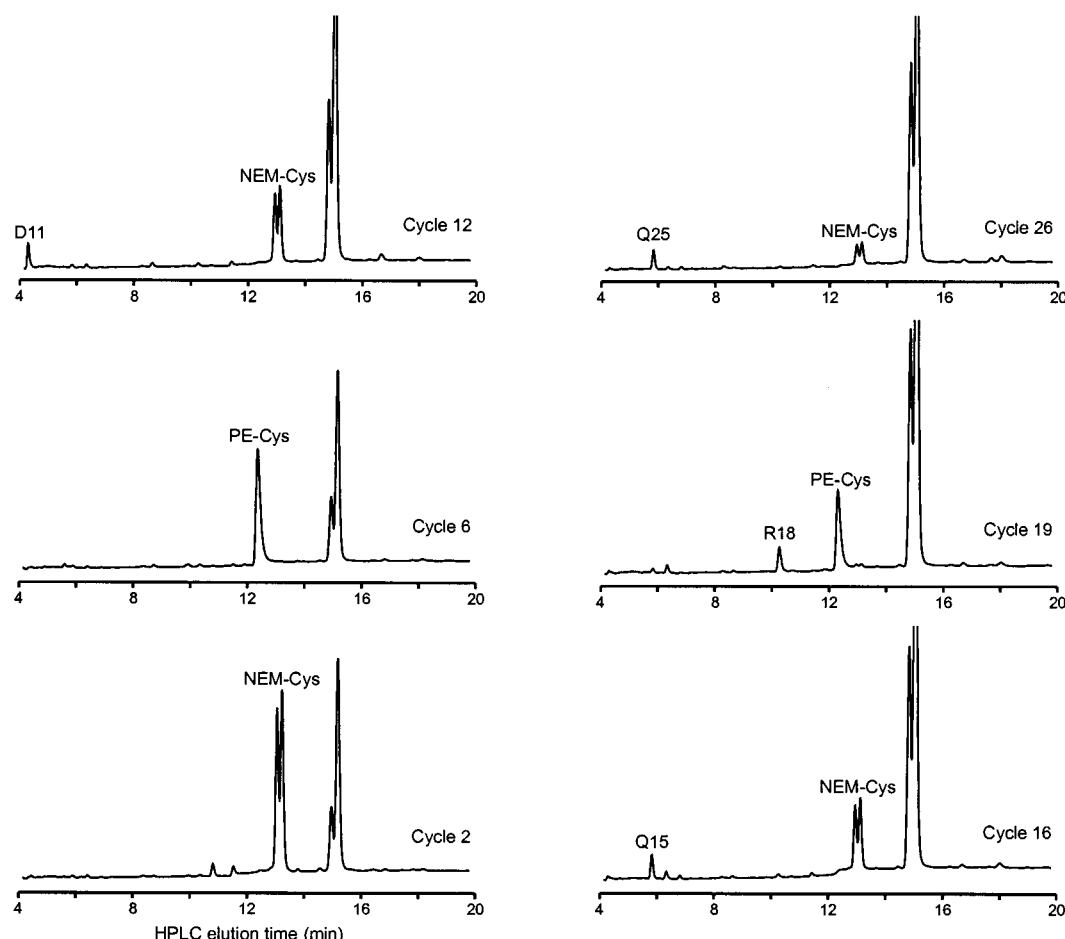 NEM-Cys
D11
Cycle 12
4 8 12 16 20
PE-Cys
Cycle 6
4 8 12 16 20
NEM-Cys
Cycle 2
4 8 12 16 20
HPLC elution time (min)
Q25
NEM-Cys
Cycle 26
4 8 12 16 20
PE-Cys
R18
Cycle 19
4 8 12 16 20
NEM-Cys
Q15
Cycle 16
4 8 12 16 20